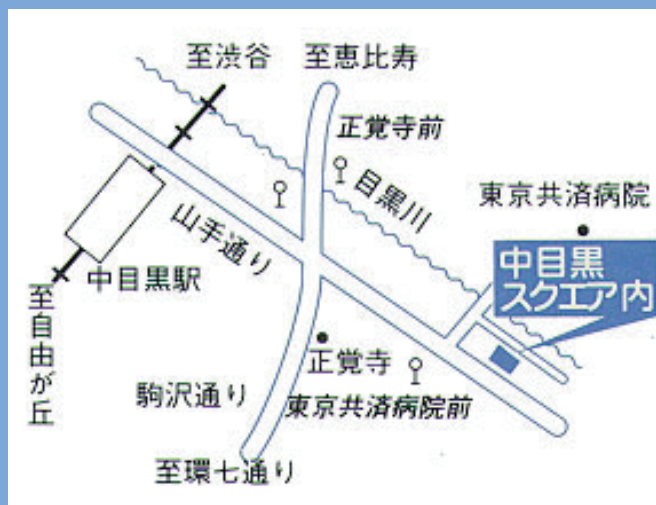 至渋谷
至恵比寿
正覚寺前
目黒川
東京共済病院
中目黒
スクエア内
山手通り
中目黒駅
至自由が丘
正覚寺
駒沢通り
東京共済病院前
至環七通り